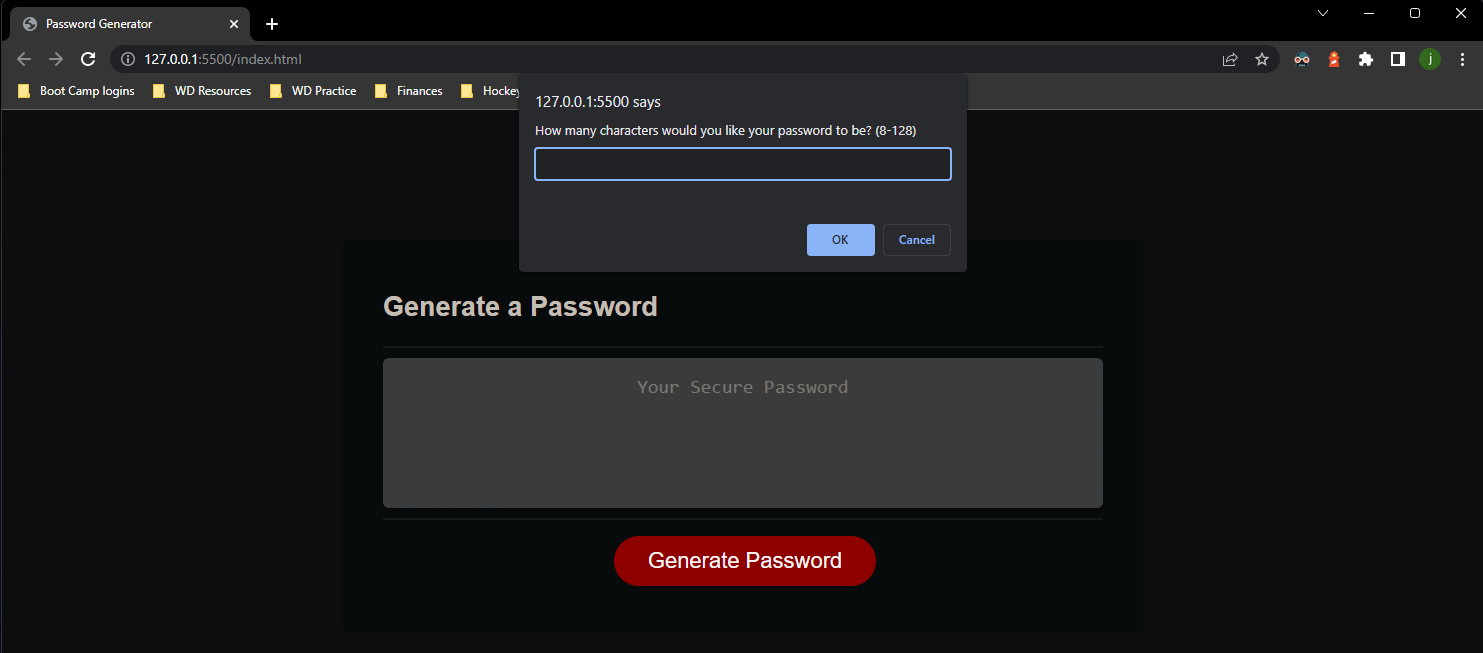 Password Generator
127.0.0.1:5500/index.html
j
Boot Camp logins WD Resources WD Practice Finances Hockey
127.0.0.1:5500 says
How many characters would you like your password to be? (8-128)
OK Cancel
Generate a Password
Your Secure Password
Generate Password